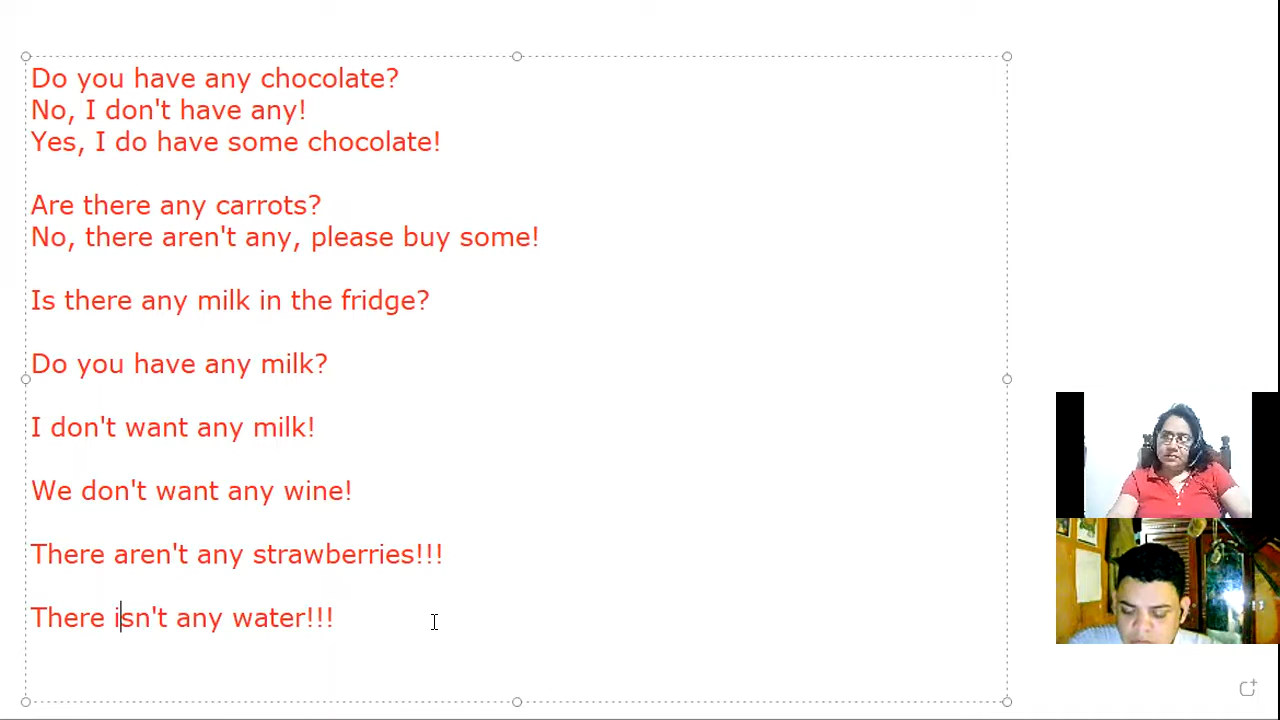 Do you have any chocolate?
No, I don't have any!
Yes, I do have some chocolate!
Are there any carrots?
No, there aren't any, please buy some!
Is there any milk in the fridge?
Do you have any milk?
I don't want any milk!
We don't want any wine!
There aren't any strawberries!!!
There isn't any water!!!